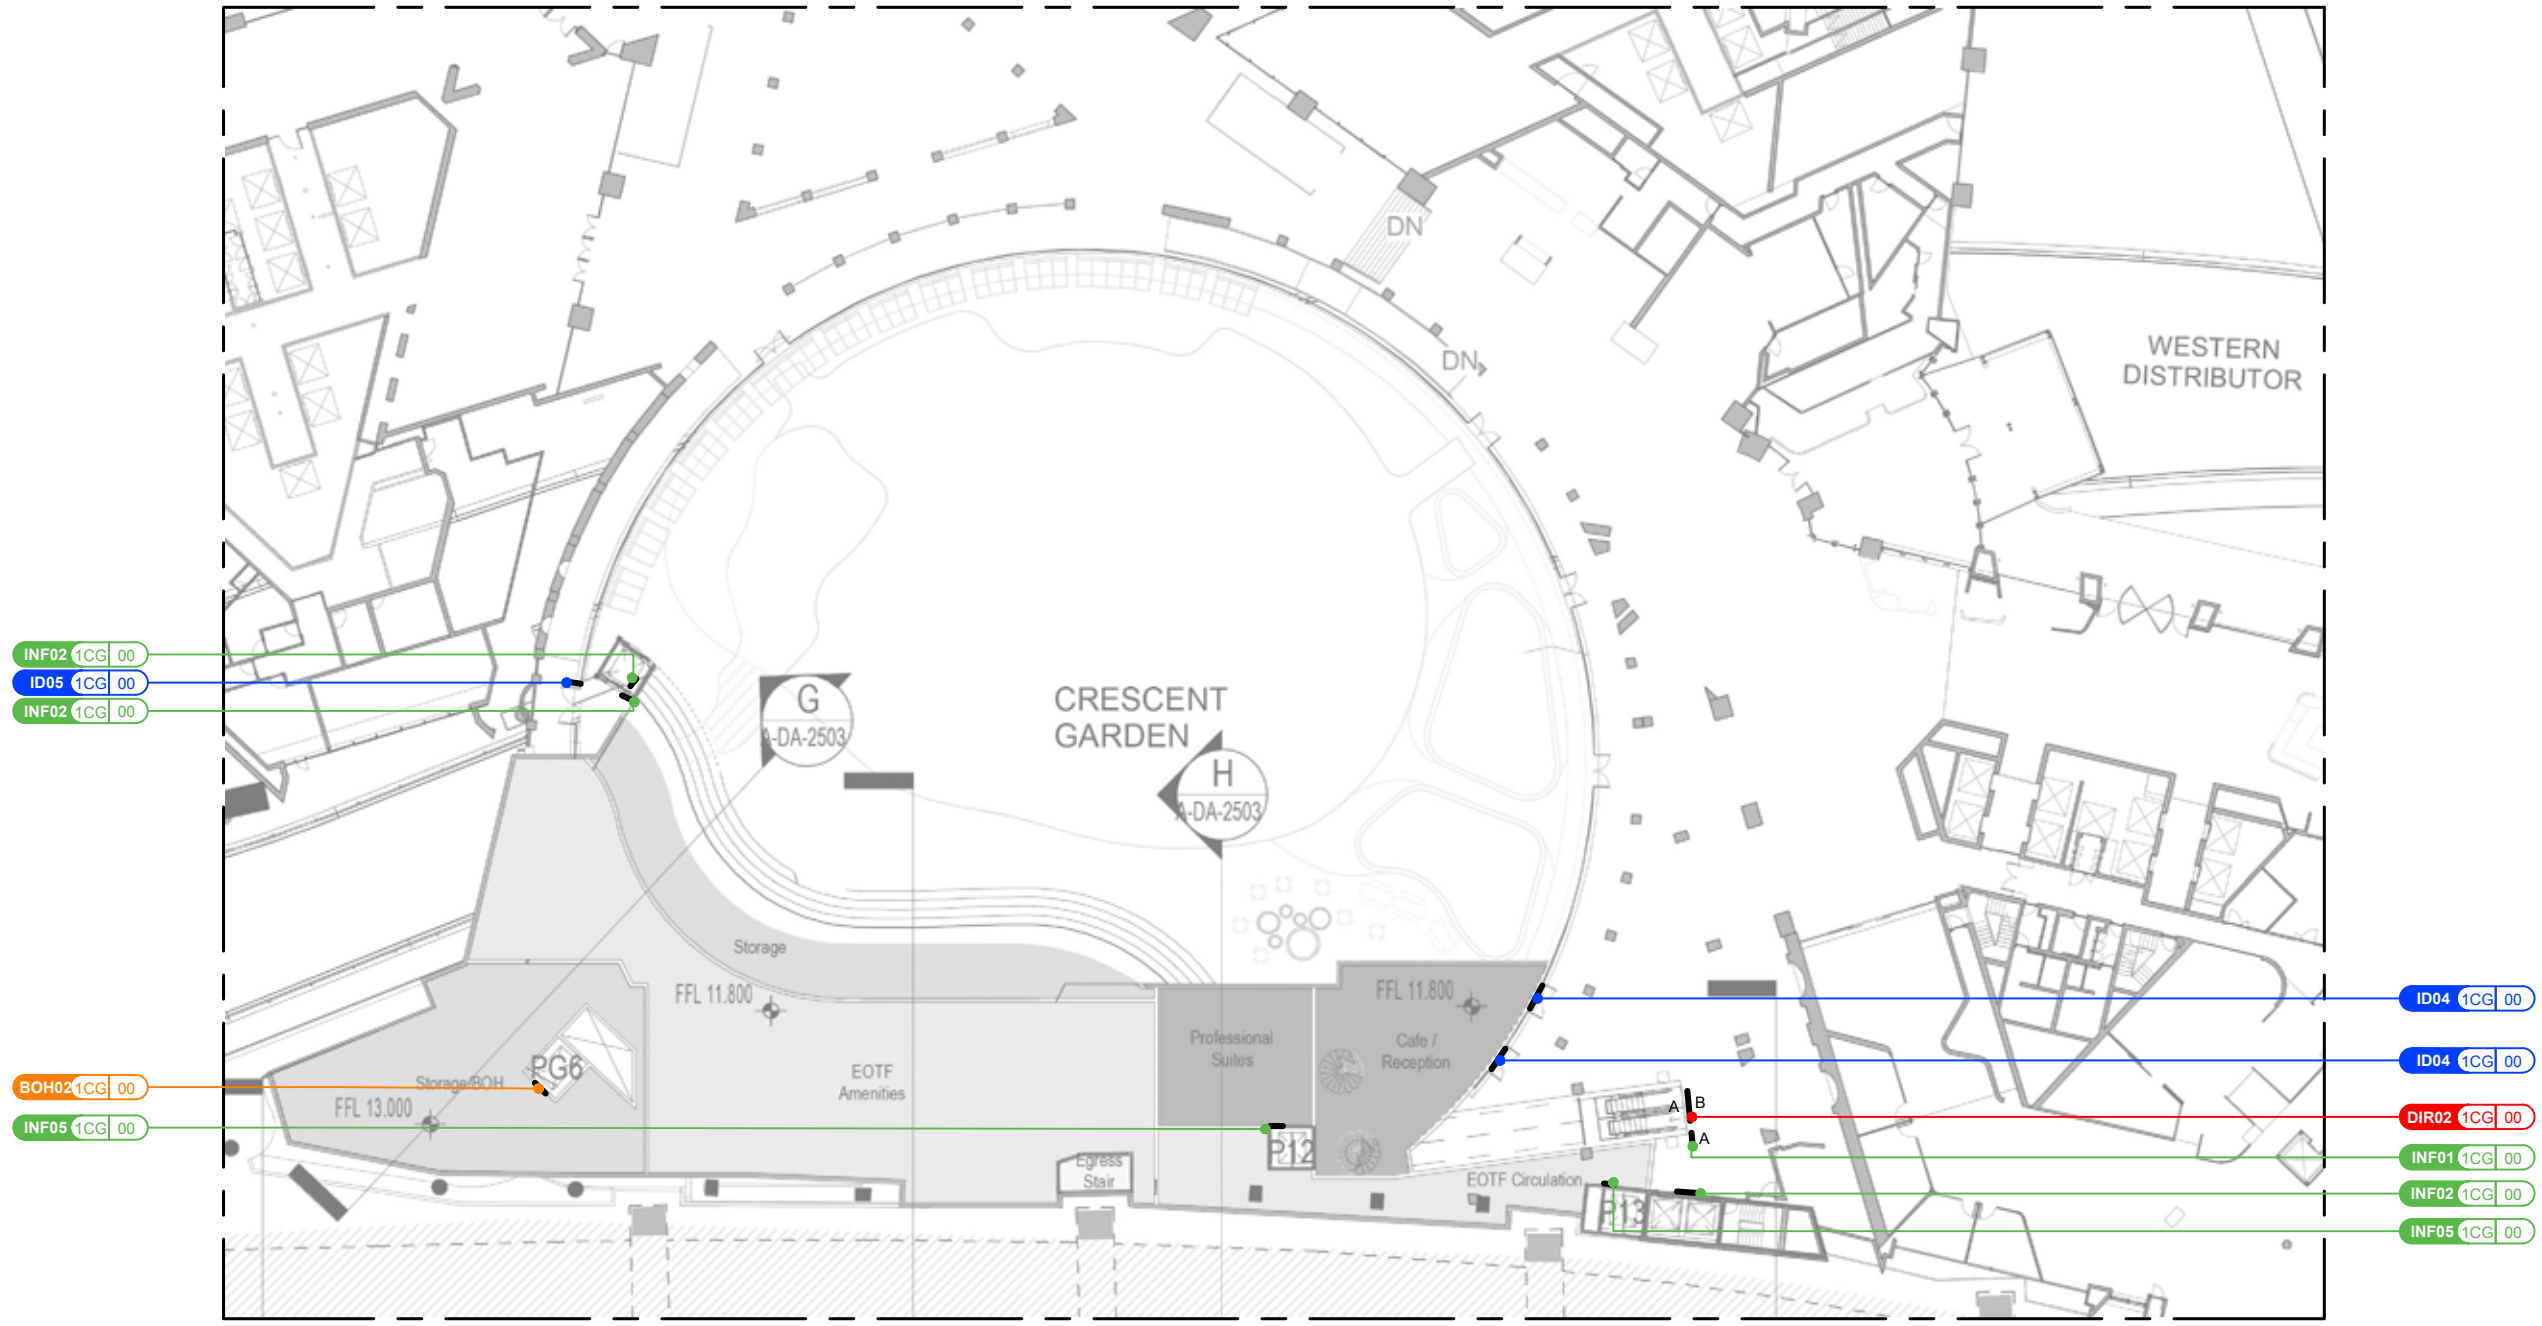 DN
DN
WESTERN
DISTRIBUTOR
INF02 1CG 00
ID05 1CG 00
INF02 1CG 00
G
A-DA-2503
CRESCENT
GARDEN
H
A-DA-2503
Storage
FFL 11.800
FFL 11.800
Professional
Suites
Cafe /
Reception
ID04 1CG 00
ID04 1CG 00
PG6
Storage/BOH
BOH02 1CG 00
FFL 13.000
EOTF
Amenities
INF05 1CG 00
P12
Egress
Stair
EOTF Circulation
P13
A
B
A
DIR02 1CG 00
INF01 1CG 00
INF02 1CG 00
INF05 1CG 00